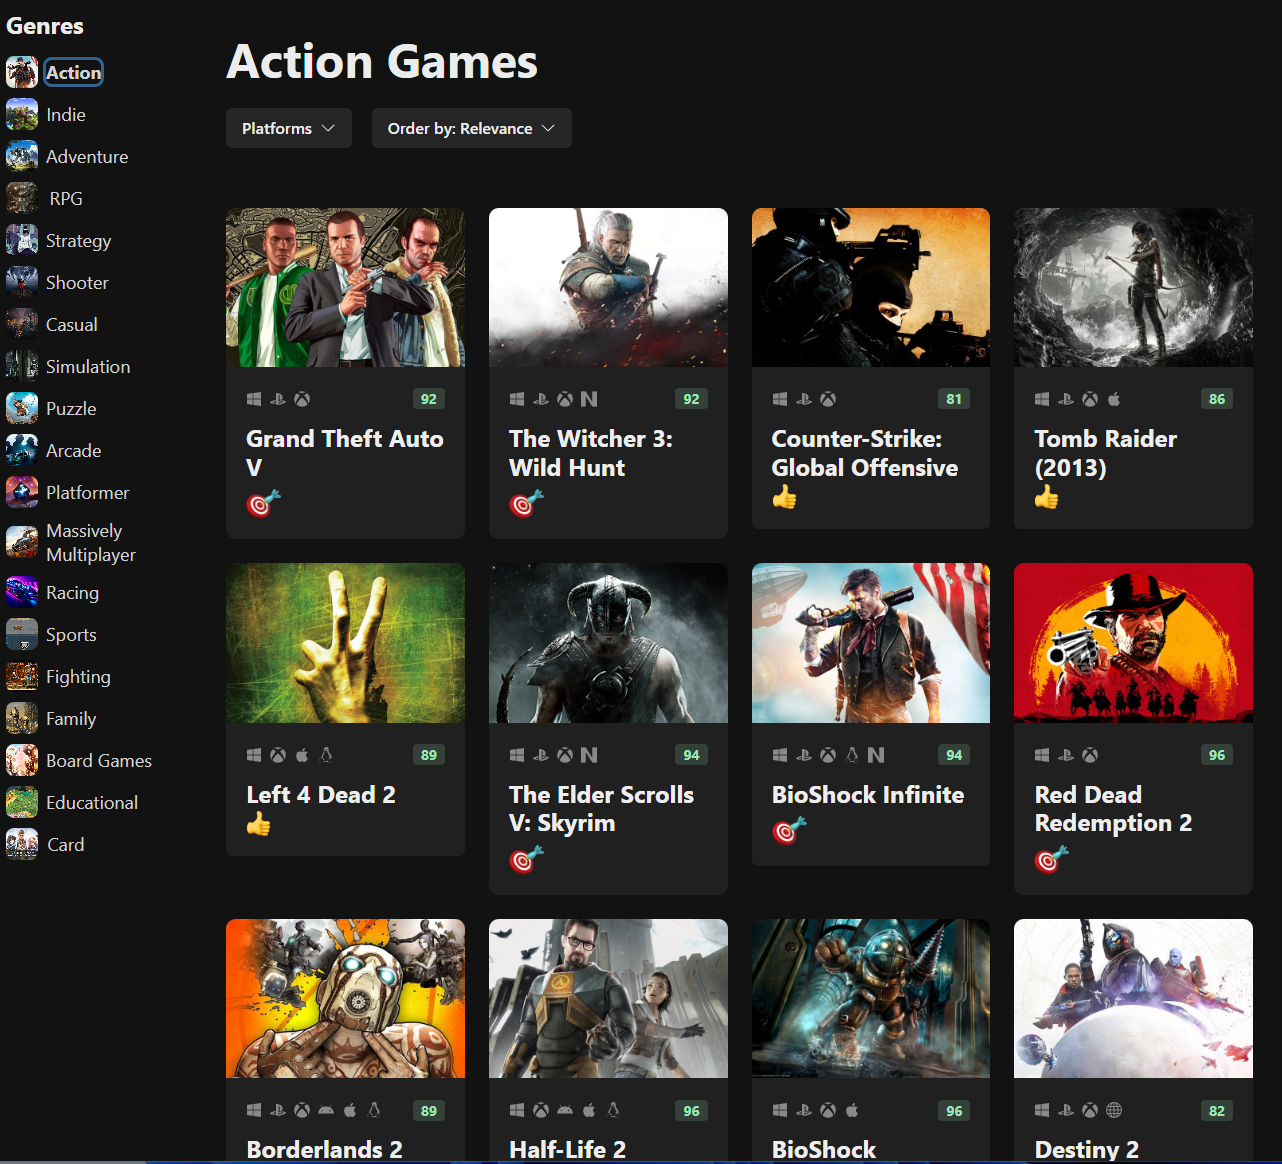 Genres
Action
Indie
Adventure
RPG
Strategy
Shooter
Casual
Simulation
Puzzle
Arcade
Platformer
Massively
Multiplayer
Racing
Sports
Fighting
Family
Board Games
Educational
Card
Action Games
Platforms
Order by: Relevance
92
Grand Theft Auto
V
92
The Witcher 3:
Wild Hunt
81
Counter-Strike:
Global Offensive
86
Tomb Raider
(2013)
89
Left 4 Dead 2
94
The Elder Scrolls
V: Skyrim
94
BioShock Infinite
96
Red Dead
Redemption 2
89
Borderlands 2
96
Half-Life 2
96
BioShock
82
Destiny 2